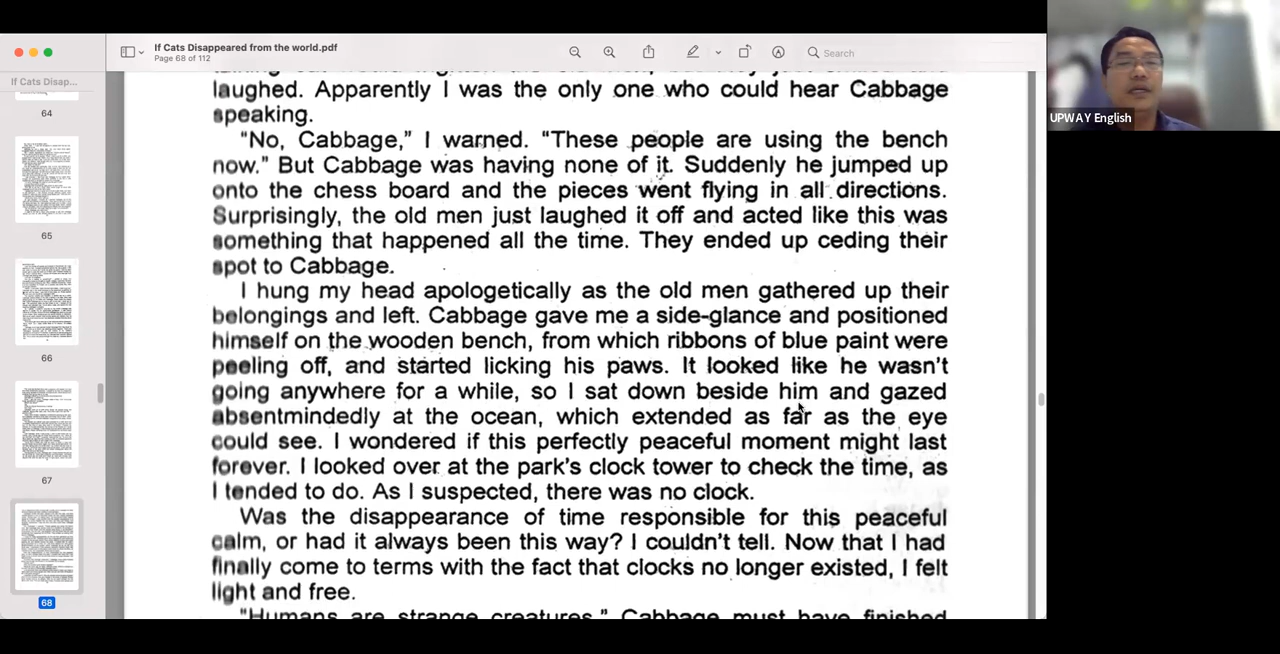 If Cats Disappeared from the world.pdf
Page 68 of 112
Search
If Cats Disap...
64
65
66
67
68
laughed. Apparently I was the only one who could hear Cabbage
speaking.
“No, Cabbage,” I warned. “These people are using the bench
now.” But Cabbage was having none of it. Suddenly he jumped up
onto the chess board and the pieces went flying in all directions.
Surprisingly, the old men just laughed it off and acted like this was
something that happened all the time. They ended up ceding their
spot to Cabbage.
I hung my head apologetically as the old men gathered up their
belongings and left. Cabbage gave me a side-glance and positioned
himself on the wooden bench, from which ribbons of blue paint were
peeling off, and started licking his paws. It looked like he wasn't
going anywhere for a while, so I sat down beside him and gazed
absentmindedly at the ocean, which extended as far as the eye
could see. I wondered if this perfectly peaceful moment might last
forever. I looked over at the park's clock tower to check the time, as
I tended to do. As I suspected, there was no clock.
Was the disappearance of time responsible for this peaceful
calm, or had it always been this way? I couldn't tell. Now that I had
finally come to terms with the fact that clocks no longer existed, I felt
light and free.
“Humans are strange creatures.” Cabbage must have finished
UPWAY English